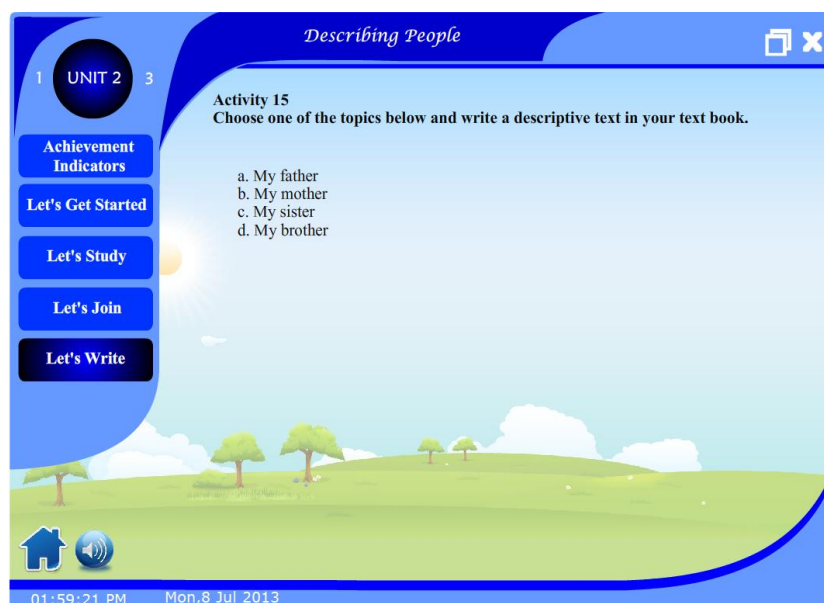 Describing People
1 UNIT 2 3
Achievement
Indicators
Let's Get Started
Let's Study
Let's Join
Let's Write
Activity 15
Choose one of the topics below and write a descriptive text in your text book.
a. My father
b. My mother
c. My sister
d. My brother
01:59:21 PM Mon,8 Jul 2013